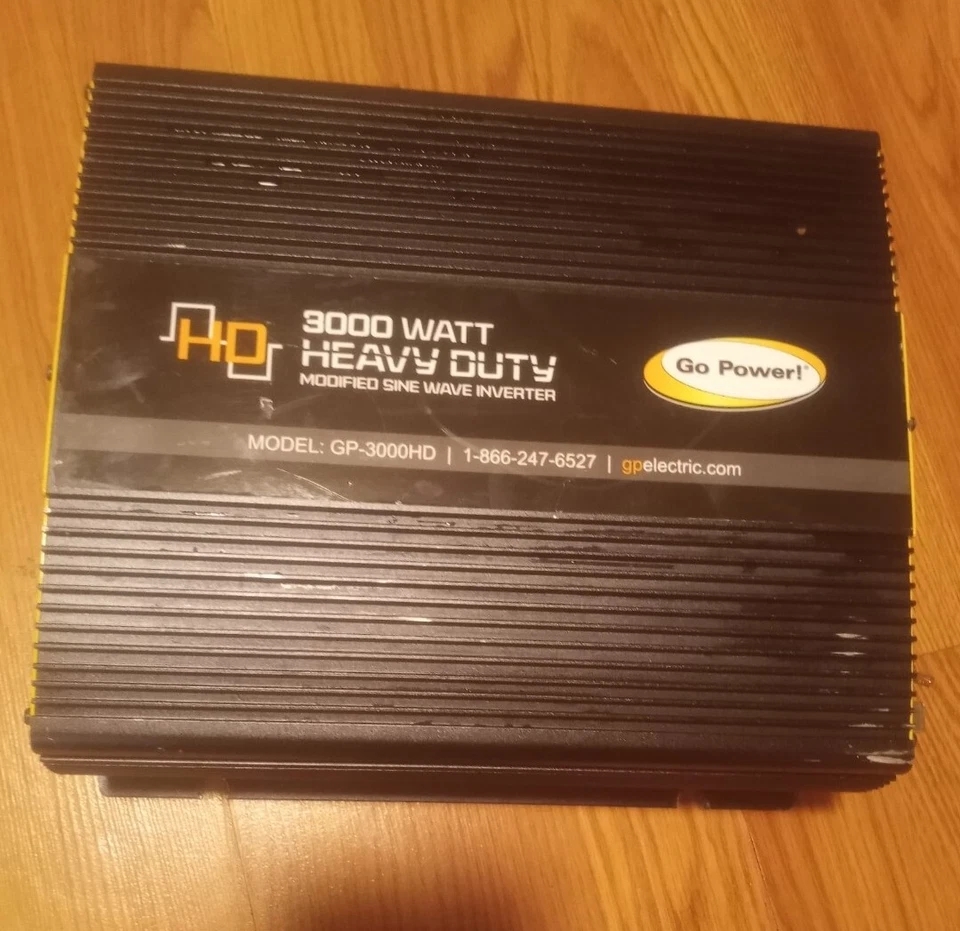 HD
3000 WATT
HEAVY DUTY
MODIFIED SINE WAVE INVERTER
Go Power!®
MODEL: GP-3000HD | 1-866-247-6527 | gpelectric.com